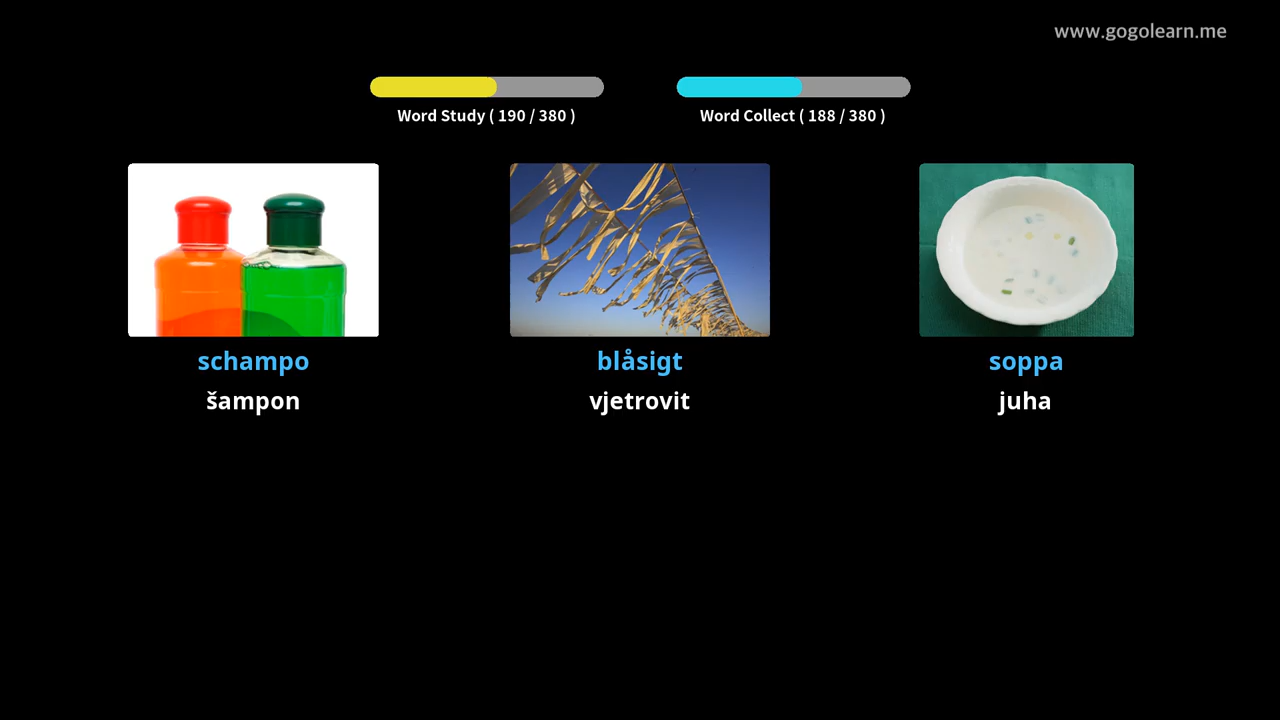 www.gogolearn.me
Word Study ( 190 / 380 )
Word Collect ( 188 / 380 )
schampo
blåsigt
soppa
šampon
vjetrovit
juha